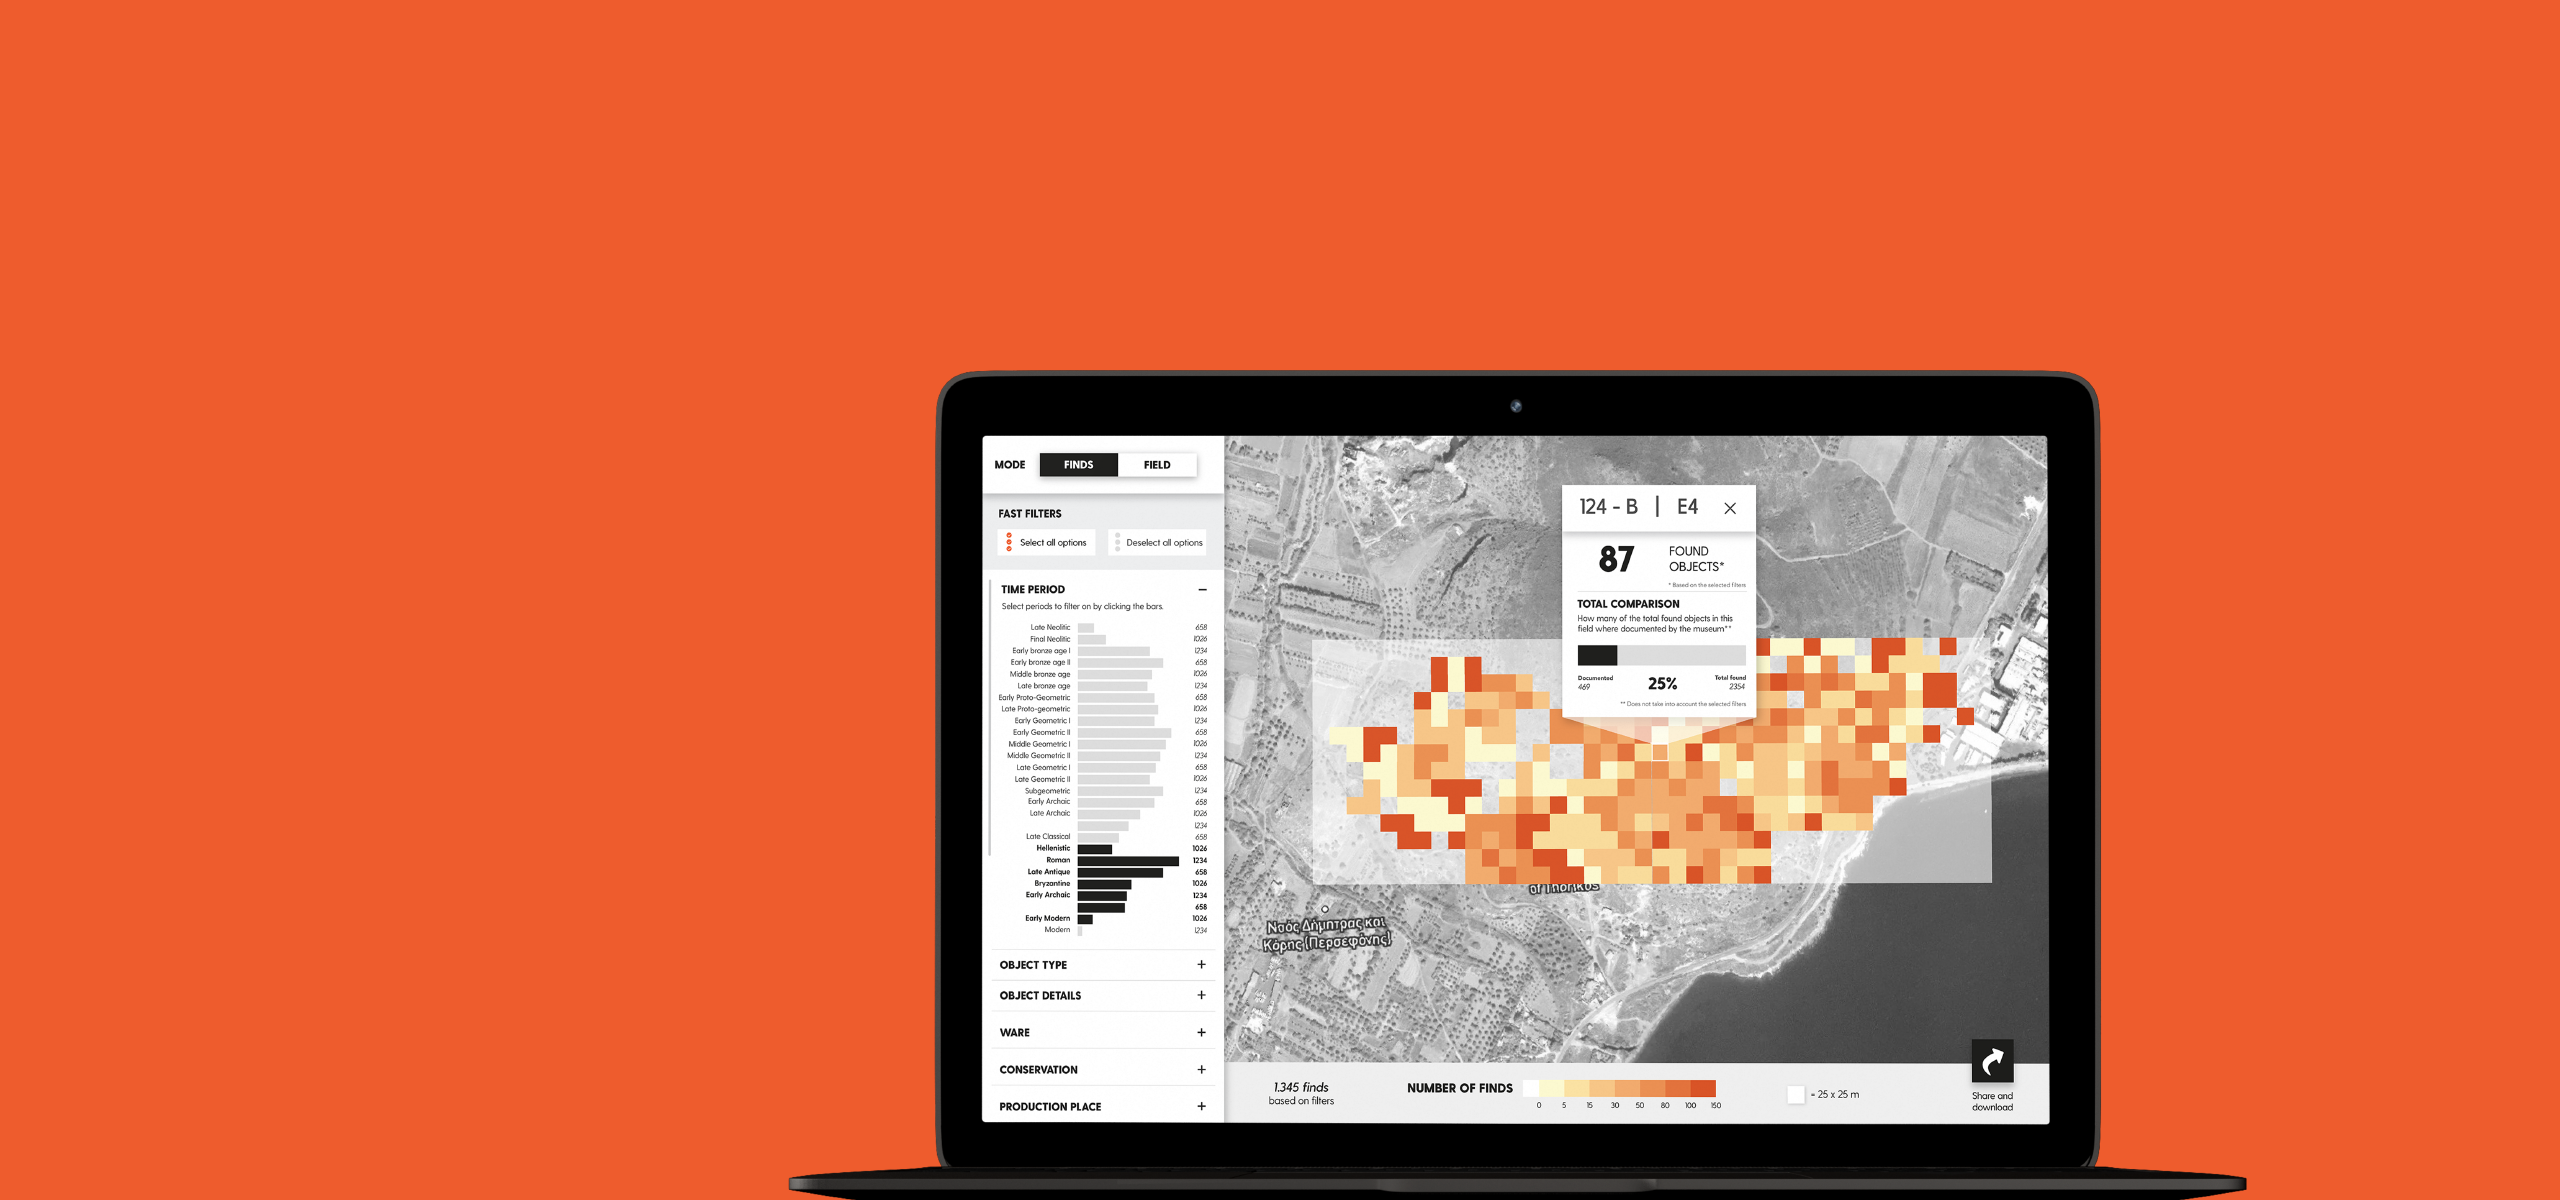 MODE
FINDS
FIELD
FAST FILTERS
Select all options
Deselect all options
TIME PERIOD
Select periods to filter on by clicking the bars.
Late Neolitic 658
Final Neolitic 1026
Early bronze age I 1234
Early bronze age II 658
Middle bronze age 1026
Late bronze age 1234
Early Proto-Geometric 658
Late Proto-geometric 1026
Early Geometric I 1234
Early Geometric II 658
Middle Geometric I 1026
Middle Geometric II 1234
Late Geometric I 658
Late Geometric II 1026
Subgeometric 1234
Early Archaic 658
Late Archaic 1026
1234
Late Classical 658
Hellenistic 1026
Roman 1234
Late Antique 658
Bryzantine 1026
Early Archaic 1234
658
Early Modern 1026
Modern 1234
OBJECT TYPE +
OBJECT DETAILS +
WARE +
CONSERVATION +
PRODUCTION PLACE +
124 - B | E4
87
FOUND
OBJECTS*
* Based on the selected filters
TOTAL COMPARISON
How many of the total found objects in this
field where documented by the museum**
Documented
469
25%
Total found
2354
** Does not take into account the selected filters
of Thorikos
Ναός Δήμητρας και
Κόρης (Περσεφόνης)
1.345 finds
based on filters
NUMBER OF FINDS
0 5 15 30 50 80 100 150
= 25 x 25 m
Share and
download